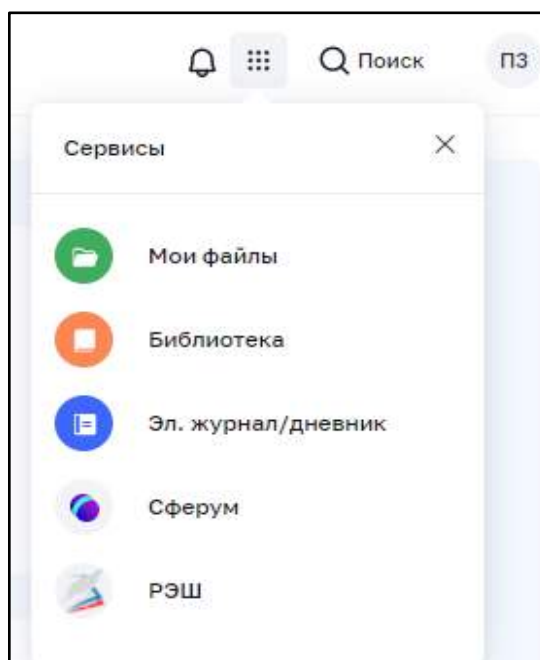 Поиск
ПЗ
Сервисы
Мои файлы
Библиотека
Эл. журнал/дневник
Сферум
РЭШ